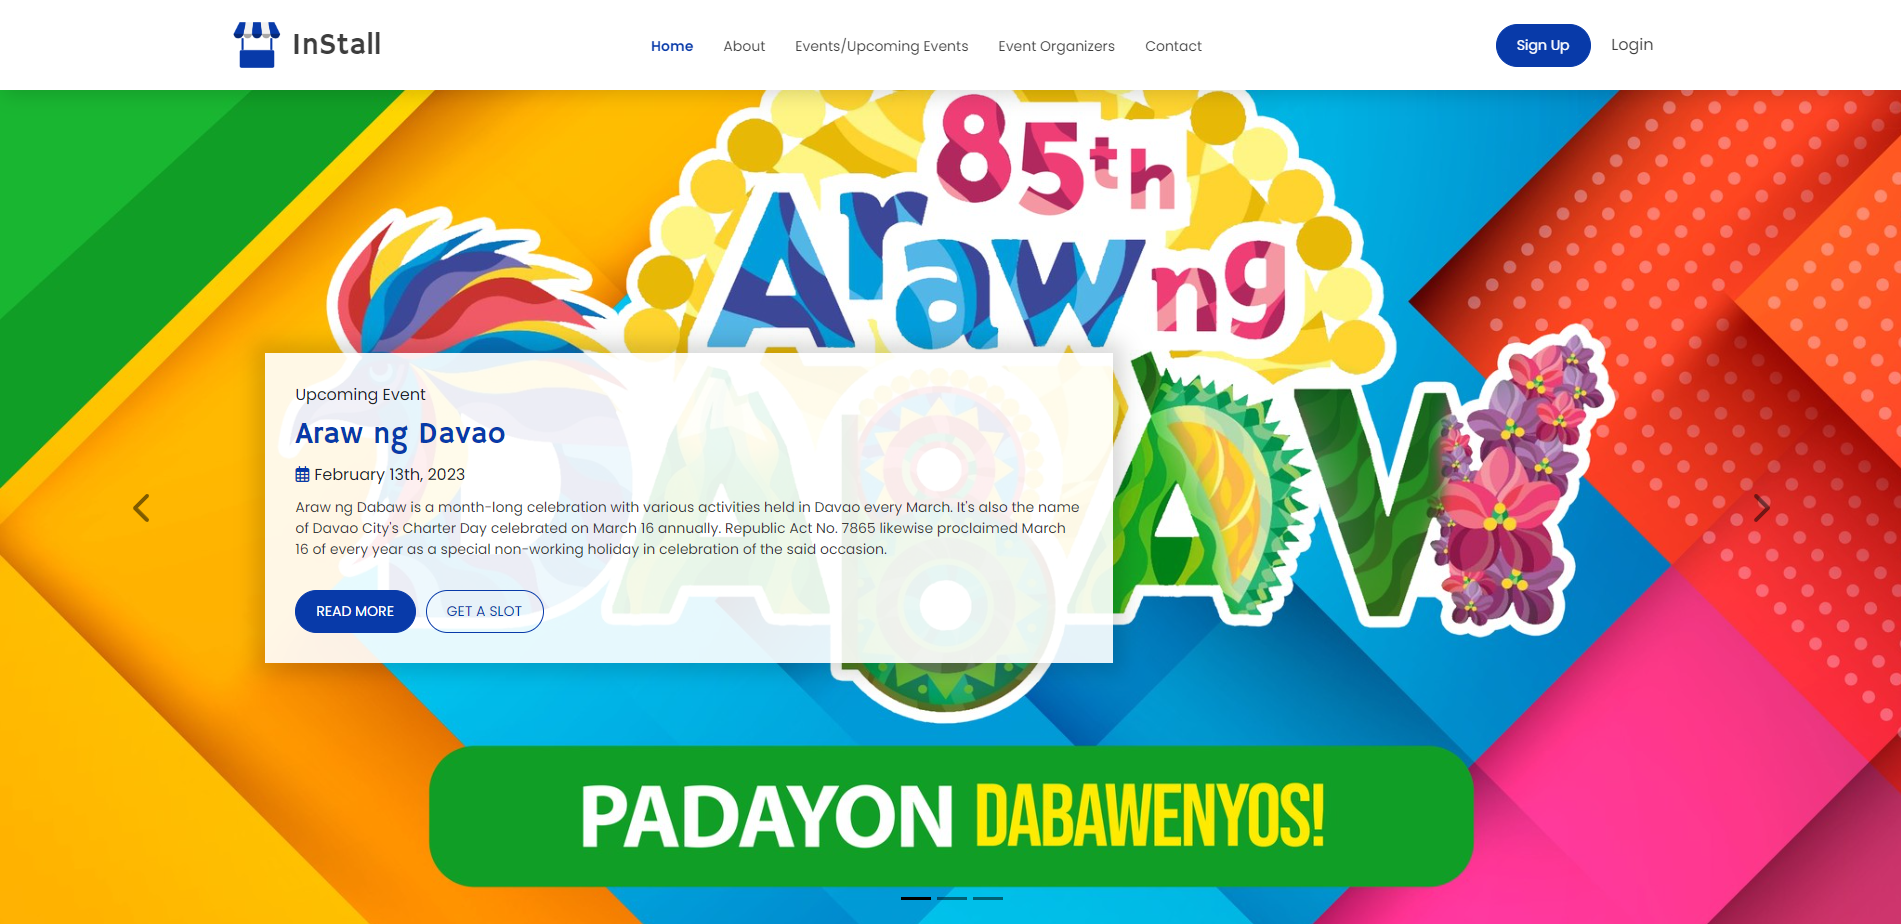 InStall
Home About Events/Upcoming Events Event Organizers Contact
Sign Up Login
85th
Araw ng
DABAW
Upcoming Event
Araw ng Davao
February 13th, 2023
Araw ng Dabaw is a month-long celebration with various activities held in Davao every March. It's also the name
of Davao City's Charter Day celebrated on March 16 annually. Republic Act No. 7865 likewise proclaimed March
16 of every year as a special non-working holiday in celebration of the said occasion.
READ MORE GET A SLOT
PADAYON DABAWENYOS!